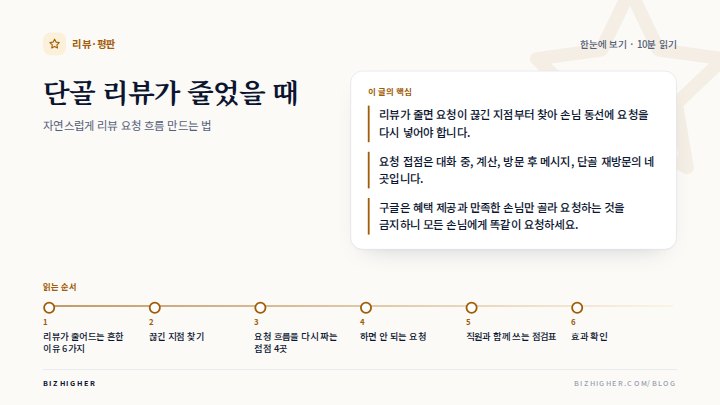 리뷰·평판
한눈에 보기 · 10분 읽기
단골 리뷰가 줄었을 때
자연스럽게 리뷰 요청 흐름 만드는 법
이 글의 핵심
리뷰가 줄면 요청이 끊긴 지점부터 찾아 손님 동선에 요청을
다시 넣어야 합니다.
요청 접점은 대화 중, 계산, 방문 후 메시지, 단골 재방문의 네
곳입니다.
구글은 혜택 제공과 만족한 손님만 골라 요청하는 것을
금지하니 모든 손님에게 똑같이 요청하세요.
읽는 순서
1
리뷰가 줄어드는 흔한
이유 6가지
2
끊긴 지점 찾기
3
요청 흐름을 다시 짜는
접점 4곳
4
하면 안 되는 요청
5
직원과 함께 쓰는 점검표
6
효과 확인
BIZHIGHER
BIZHIGHER.COM/BLOG